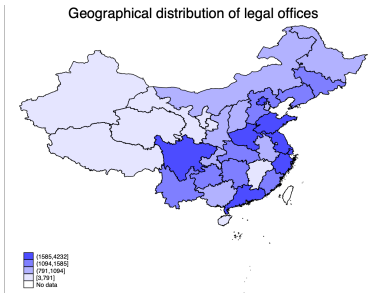 Geographical distribution of legal offices
(1585,4232]
(1094,1585]
(791,1094]
[3,791]
No data